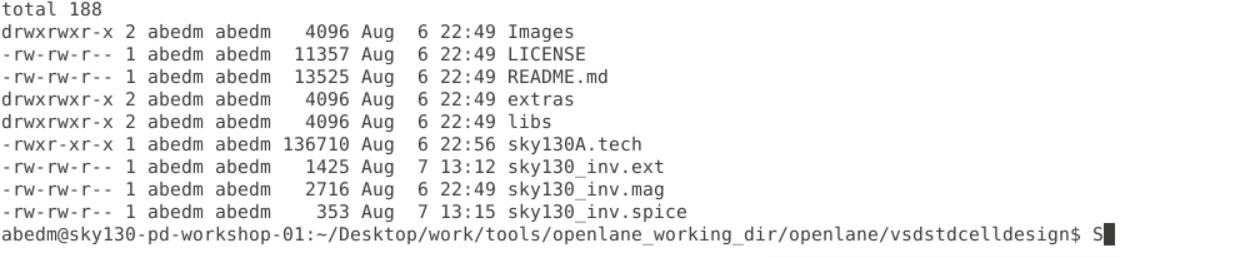 total 188
drwxrwxr-x 2 abedm abedm   4096 Aug  6 22:49 Images
-rw-rw-r-- 1 abedm abedm  11357 Aug  6 22:49 LICENSE
-rw-rw-r-- 1 abedm abedm  13525 Aug  6 22:49 README.md
drwxrwxr-x 2 abedm abedm   4096 Aug  6 22:49 extras
drwxrwxr-x 2 abedm abedm   4096 Aug  6 22:49 libs
-rwxr-xr-x 1 abedm abedm 136710 Aug  6 22:56 sky130A.tech
-rw-rw-r-- 1 abedm abedm   1425 Aug  7 13:12 sky130_inv.ext
-rw-rw-r-- 1 abedm abedm   2716 Aug  6 22:49 sky130_inv.mag
-rw-rw-r-- 1 abedm abedm    353 Aug  7 13:15 sky130_inv.spice
abedm@sky130-pd-workshop-01:~/Desktop/work/tools/openlane_working_dir/openlane/vsdstdcelldesign$ S